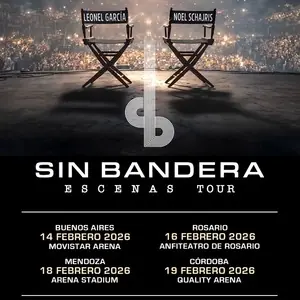 LEONEL GARCÍA
NOEL SCHAJRIS
SIN BANDERA
ESCENAS TOUR
BUENOS AIRES
14 FEBRERO 2026
MOVISTAR ARENA
ROSARIO
16 FEBRERO 2026
ANFITEATRO DE ROSARIO
MENDOZA
18 FEBRERO 2026
ARENA STADIUM
CÓRDOBA
19 FEBRERO 2026
QUALITY ARENA